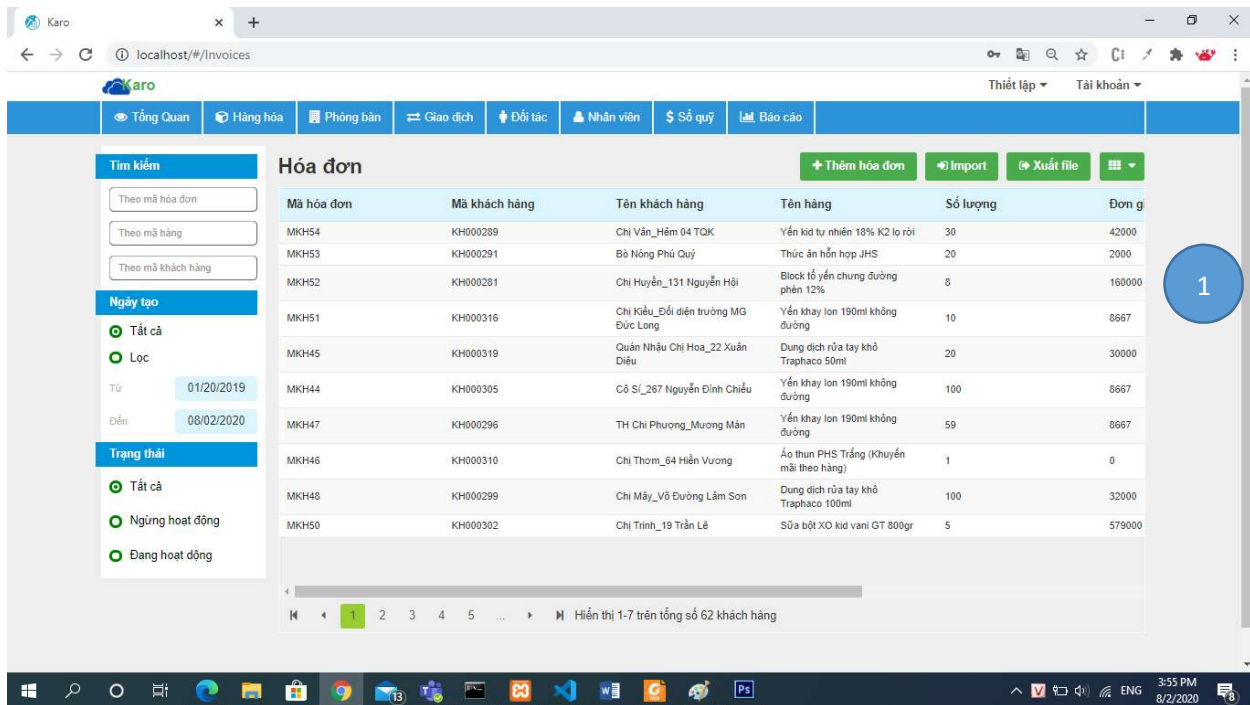 Karo
localhost/#/Invoices
Karo
Thiết lập Tài khoản
Tổng Quan Hàng hóa Phòng bàn Giao dịch Đối tác Nhân viên Sổ quỹ Báo cáo
Tìm kiếm
Theo mã hóa đơn
Theo mã hàng
Theo mã khách hàng
Ngày tạo
Tất cả
Lọc
Từ 01/20/2019
Đến 08/02/2020
Trạng thái
Tất cả
Ngừng hoạt động
Đang hoạt động
Hóa đơn
Thêm hóa đơn Import Xuất file
Mã hóa đơn Mã khách hàng Tên khách hàng Tên hàng Số lượng Đơn gi
MKH54 KH000289 Chị Vân_Hẻm 04 TQK Yến kid tự nhiên 18% K2 lọ rời 30 42000
MKH53 KH000291 Bò Nóng Phú Quý Thức ăn hỗn hợp JHS 20 2000
MKH52 KH000281 Chị Huyền_131 Nguyễn Hội Block tổ yến chưng đường phèn 12% 8 160000
MKH51 KH000316 Chị Kiều_Đối diện trường MG Đức Long Yến khay lon 190ml không đường 10 8667
MKH45 KH000319 Quán Nhậu Chị Hoa_22 Xuân Diệu Dung dịch rửa tay khô Traphaco 50ml 20 30000
MKH44 KH000305 Cô Sí_267 Nguyễn Đình Chiểu Yến khay lon 190ml không đường 100 8667
MKH47 KH000296 TH Chi Phượng_Mương Mán Yến khay lon 190ml không đường 59 8667
MKH46 KH000310 Chị Thơm_64 Hiền Vương Áo thun PHS Trắng (Khuyến mãi theo hàng) 1 0
MKH48 KH000299 Chị Mây_Võ Đường Lâm Sơn Dung dịch rửa tay khô Traphaco 100ml 100 32000
MKH50 KH000302 Chị Trinh_19 Trần Lê Sữa bột XO kid vani GT 800gr 5 579000
1 2 3 4 5 ... Hiển thị 1-7 trên tổng số 62 khách hàng
1
13
W
Ps
V
ENG
3:55 PM
8/2/2020
8